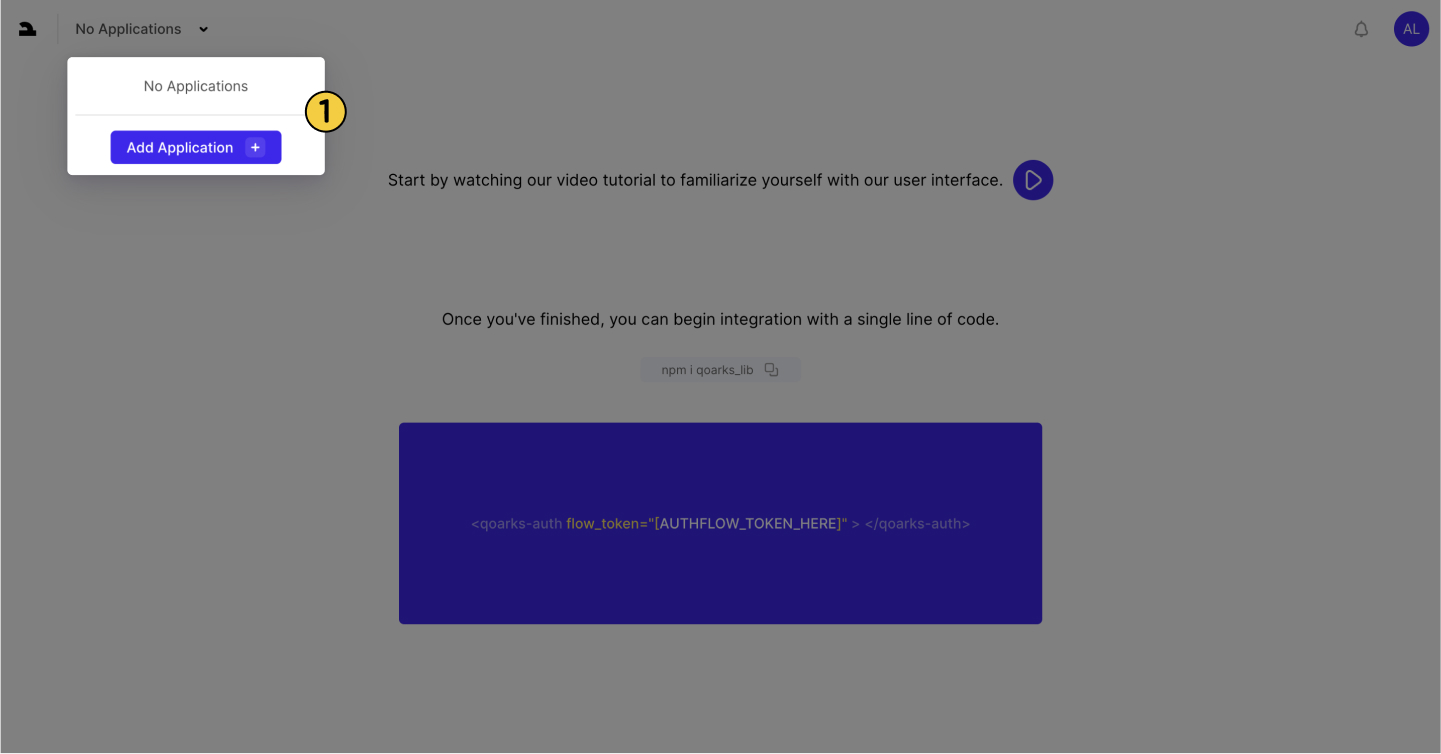 No Applications
AL
No Applications
1
Add Application +
Start by watching our video tutorial to familiarize yourself with our user interface.
Once you've finished, you can begin integration with a single line of code.
npm i qoarks_lib
<qoarks-auth flow_token="[AUTHFLOW_TOKEN_HERE]" > </qoarks-auth>